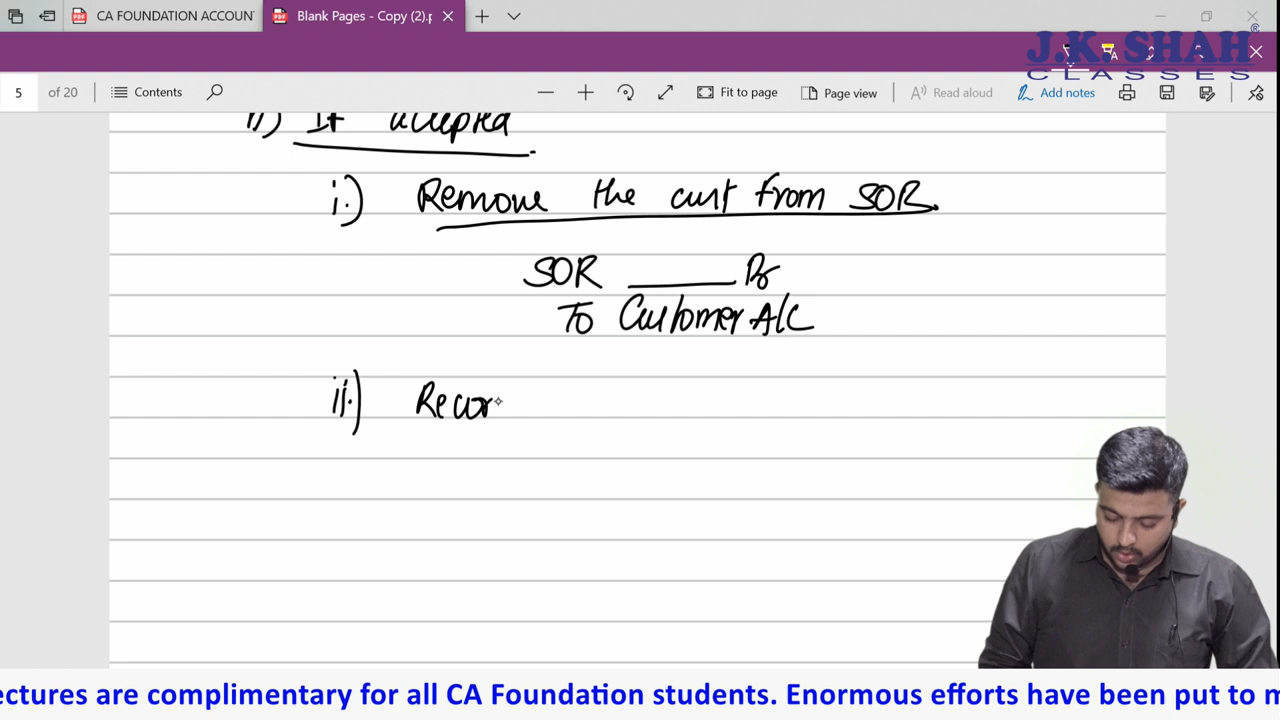 CA FOUNDATION ACCOUN
Blank Pages - Copy (2).p
J.K. SHAH ®
CLASSES
5 of 20 Contents Fit to page Page view Read aloud Add notes
ii) If accepted
i.) Remove the cust from SOR.
SOR ______ Dr
To Customer A/C
ii.) Recor
ectures are complimentary for all CA Foundation students. Enormous efforts have been put to m